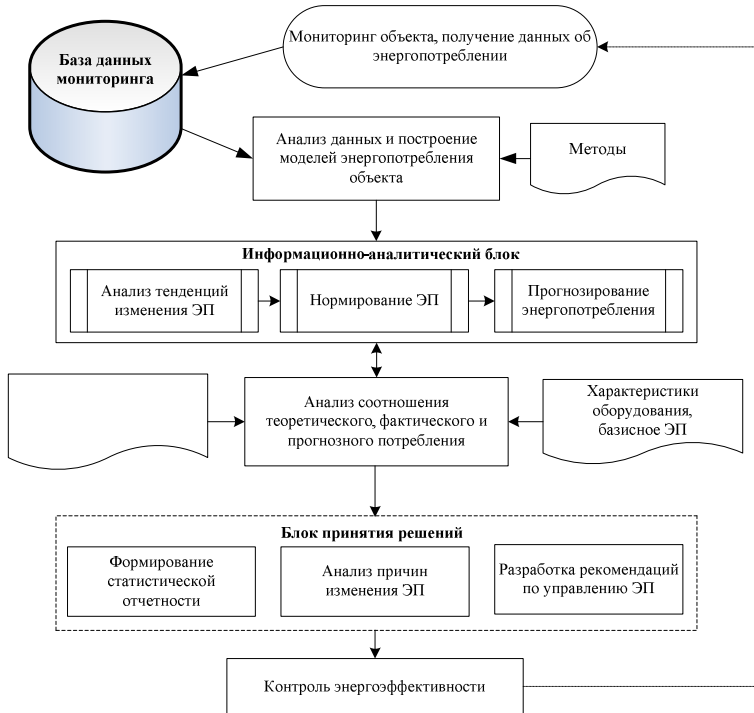 Мониторинг объекта, получение данных об
энергопотреблении
База данных
мониторинга
Анализ данных и построение
моделей энергопотребления
объекта
Методы
Информационно-аналитический блок
Анализ тенденций
изменения ЭП
Нормирование ЭП
Прогнозирование
энергопотребления
Анализ соотношения
теоретического, фактического и
прогнозного потребления
Характеристики
оборудования,
базисное ЭП
Блок принятия решений
Формирование
статистической
отчетности
Анализ причин
изменения ЭП
Разработка рекомендаций
по управлению ЭП
Контроль энергоэффективности